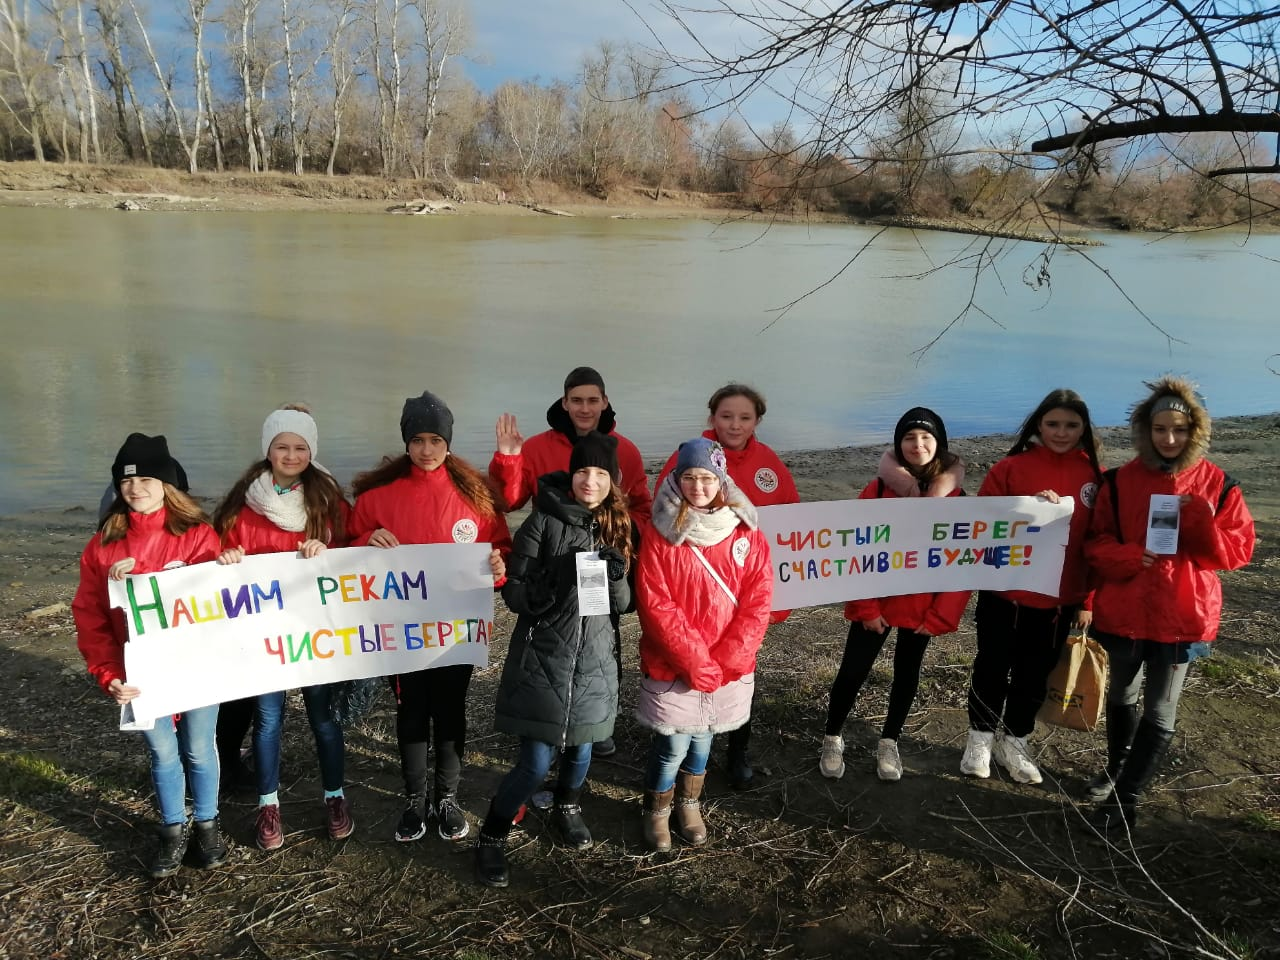 НАШИМ РЕКАМ
ЧИСТЫЕ БЕРЕГА!
ЧИСТЫЙ БЕРЕГ-
СЧАСТЛИВОЕ БУДУЩЕЕ!